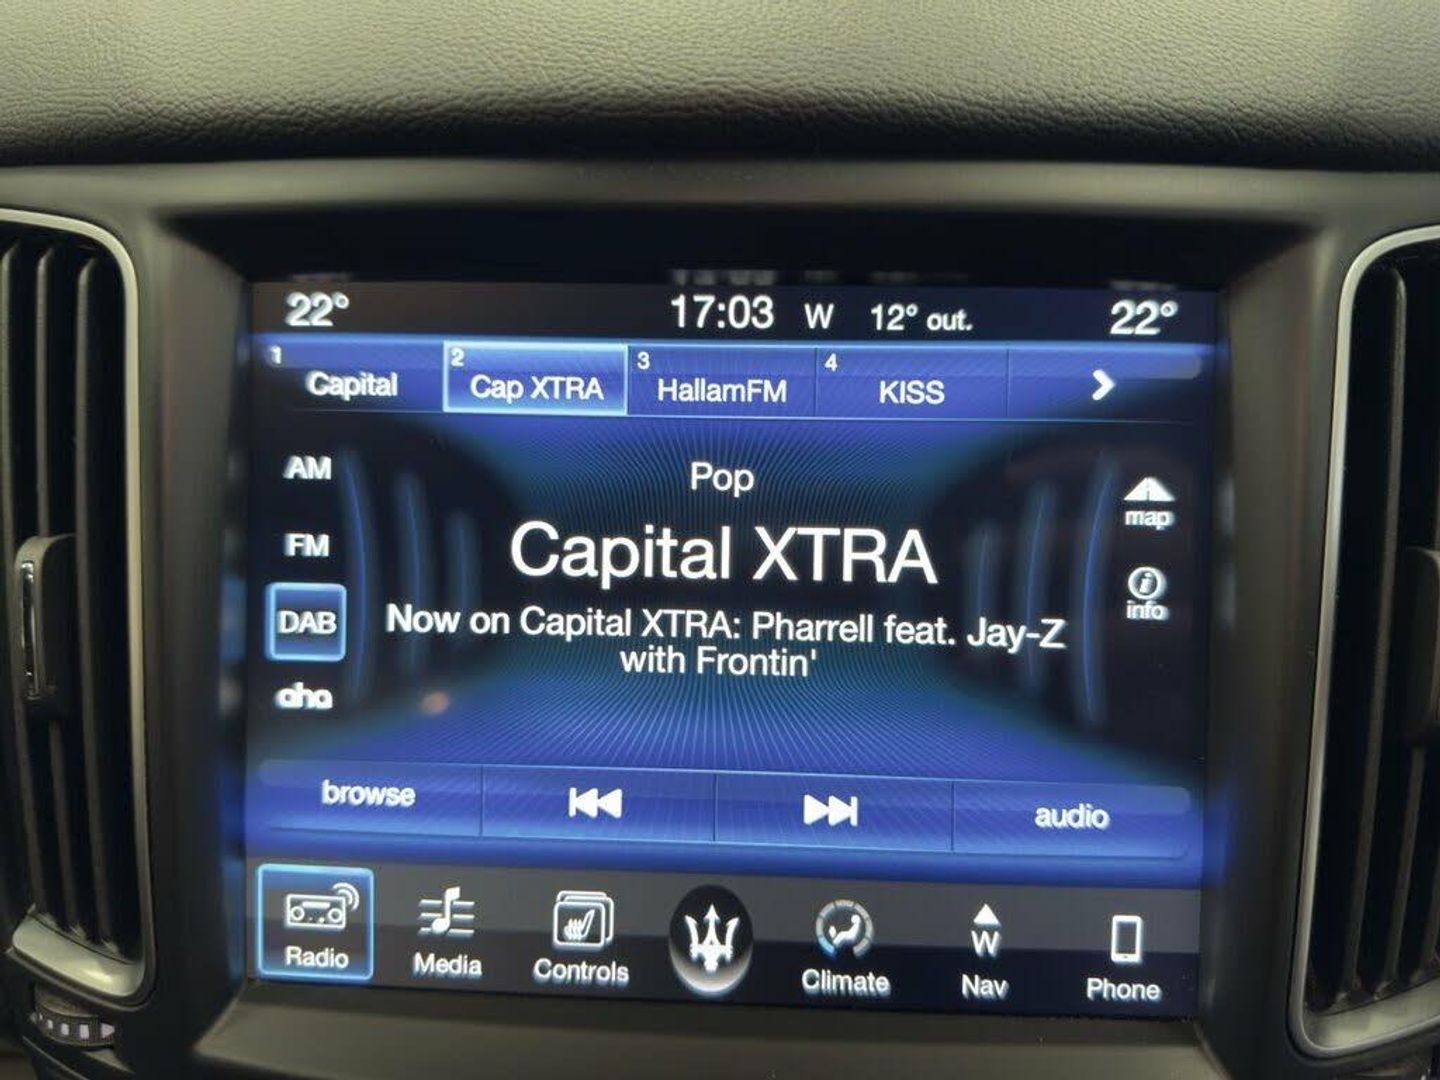 22° 17:03 W 12° out. 22°
1 Capital 2 Cap XTRA 3 HallamFM 4 KISS
AM
FM
DAB
aha
Pop
Capital XTRA
Now on Capital XTRA: Pharrell feat. Jay-Z
with Frontin'
map
info
browse audio
Radio Media Controls Climate W Nav Phone